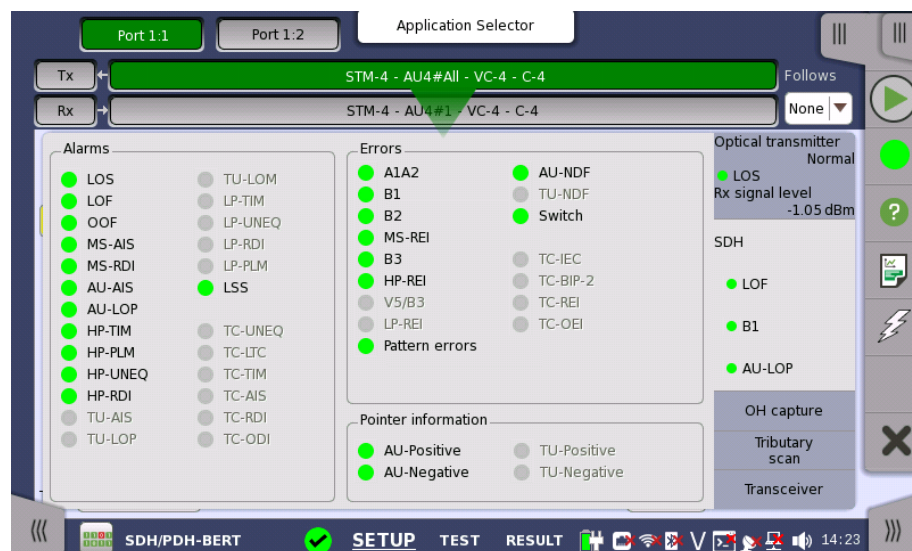 Application Selector
Port 1:1
Port 1:2
Tx
STM-4 - AU4#All - VC-4 - C-4
Follows
Rx
STM-4 - AU4#1 - VC-4 - C-4
None
Alarms
LOS
LOF
OOF
MS-AIS
MS-RDI
AU-AIS
AU-LOP
HP-TIM
HP-PLM
HP-UNEQ
HP-RDI
TU-AIS
TU-LOP
TU-LOM
LP-TIM
LP-UNEQ
LP-RDI
LP-PLM
LSS
TC-UNEQ
TC-LTC
TC-TIM
TC-AIS
TC-RDI
TC-ODI
Errors
A1A2
B1
B2
MS-REI
B3
HP-REI
V5/B3
LP-REI
Pattern errors
AU-NDF
TU-NDF
Switch
TC-IEC
TC-BIP-2
TC-REI
TC-OEI
Pointer information
AU-Positive
AU-Negative
TU-Positive
TU-Negative
Optical transmitter
Normal
LOS
Rx signal level
-1.05 dBm
SDH
LOF
B1
AU-LOP
OH capture
Tributary
scan
Transceiver
SDH/PDH-BERT
SETUP
TEST
RESULT
V
14:23